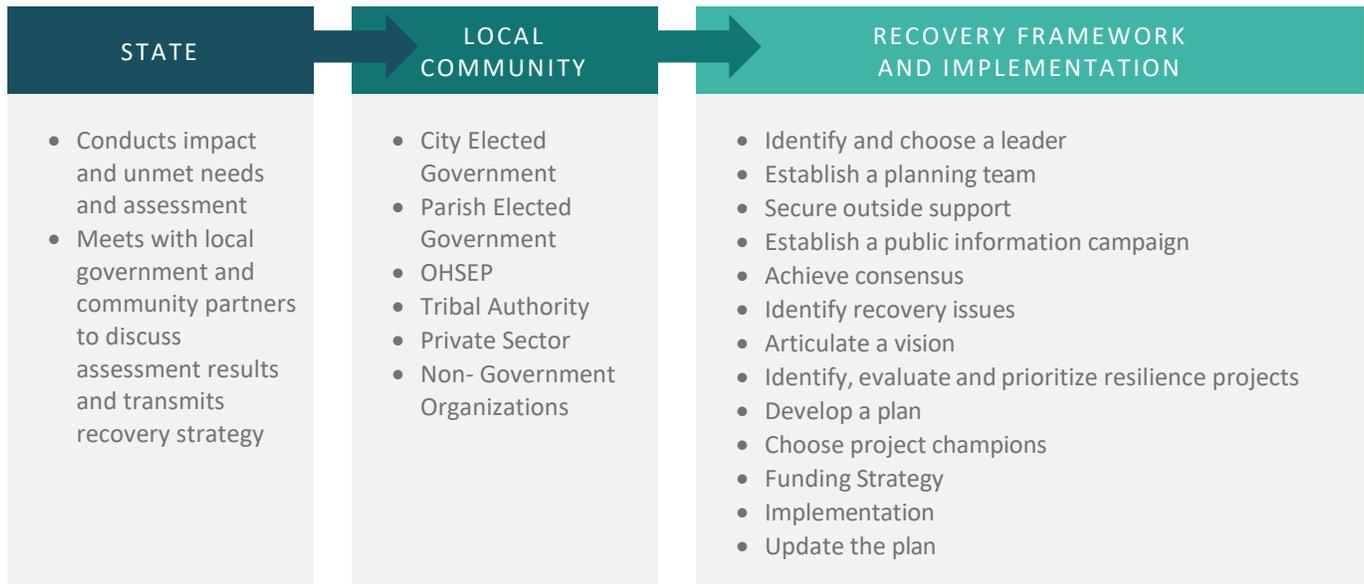 STATE
• Conducts impact
and unmet needs
and assessment
• Meets with local
government and
community partners
to discuss
assessment results
and transmits
recovery strategy
LOCAL
COMMUNITY
• City Elected
Government
• Parish Elected
Government
• OHSEP
• Tribal Authority
• Private Sector
• Non- Government
Organizations
RECOVERY FRAMEWORK
AND IMPLEMENTATION
• Identify and choose a leader
• Establish a planning team
• Secure outside support
• Establish a public information campaign
• Achieve consensus
• Identify recovery issues
• Articulate a vision
• Identify, evaluate and prioritize resilience projects
• Develop a plan
• Choose project champions
• Funding Strategy
• Implementation
• Update the plan